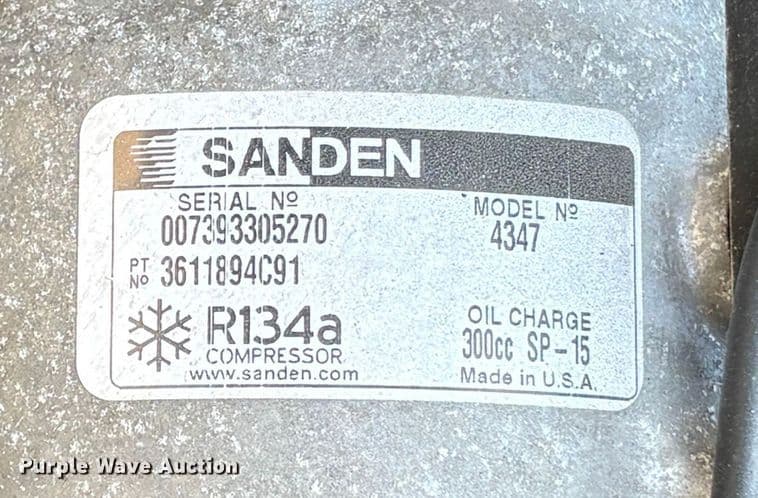 SANDEN
SERIAL Nº
007393305270
MODEL Nº
4347
PT Nº 3611894C91
R134a
COMPRESSOR
www.sanden.com
OIL CHARGE
300cc SP-15
Made in U.S.A.
Purple Wave Auction